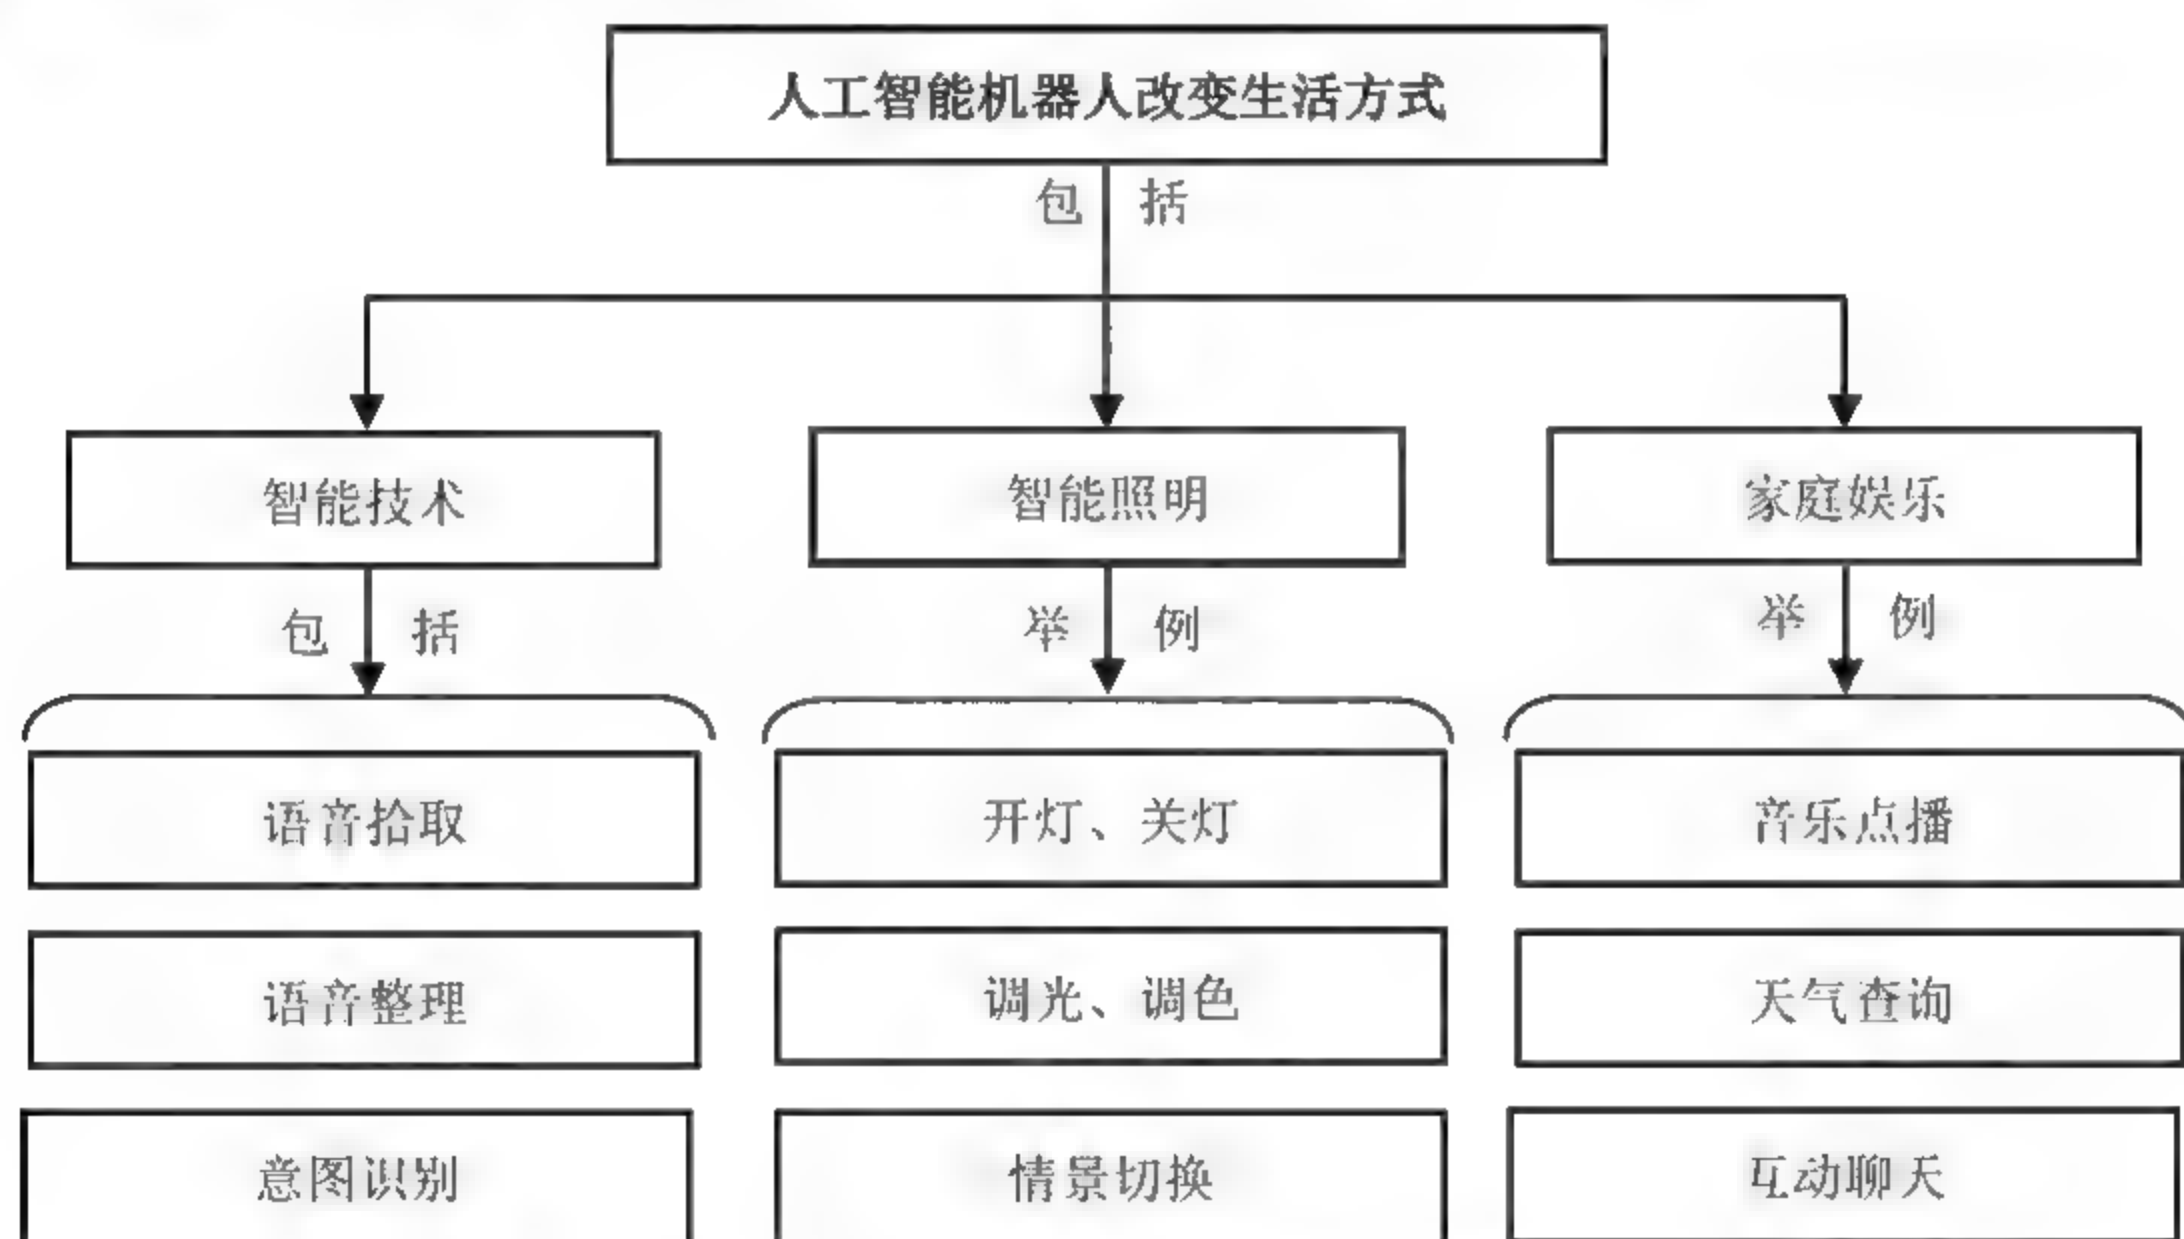 人工智能机器人改变生活方式
包 括
智能技术 智能照明 家庭娱乐
包 括 举 例 举 例
语音拾取 开灯、关灯 音乐点播
语音整理 调光、调色 天气查询
意图识别 情景切换 互动聊天